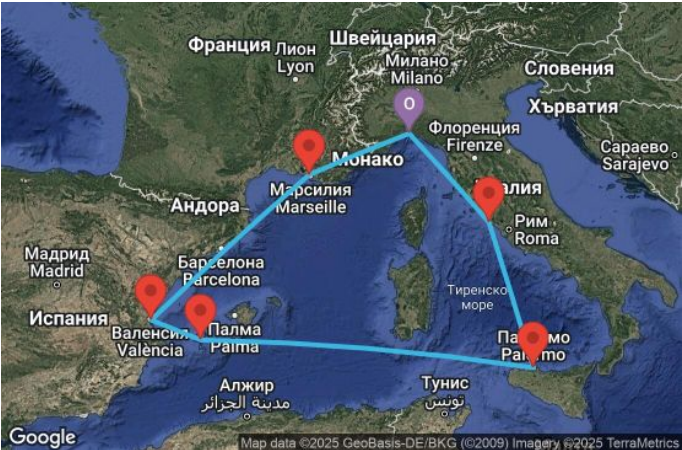 Швейцария
Франция
Лион
Lyon
Милано
Milano
O
Словения
Хърватия
Флоренция
Firenze
Монако
Сараево
Sarajevo
Марсилия
Marseille
Андора
Рим
Roma
Барселона
Barcelona
Мадрид
Madrid
Тиренско
море
Испания
Валенсия
València
Палма
Palma
Алжир
مدينة الجزائر
Тунис
تونس
Google
Map data ©2025 GeoBasis-DE/BKG (©2009) Imagery ©2025 TerraMetrics